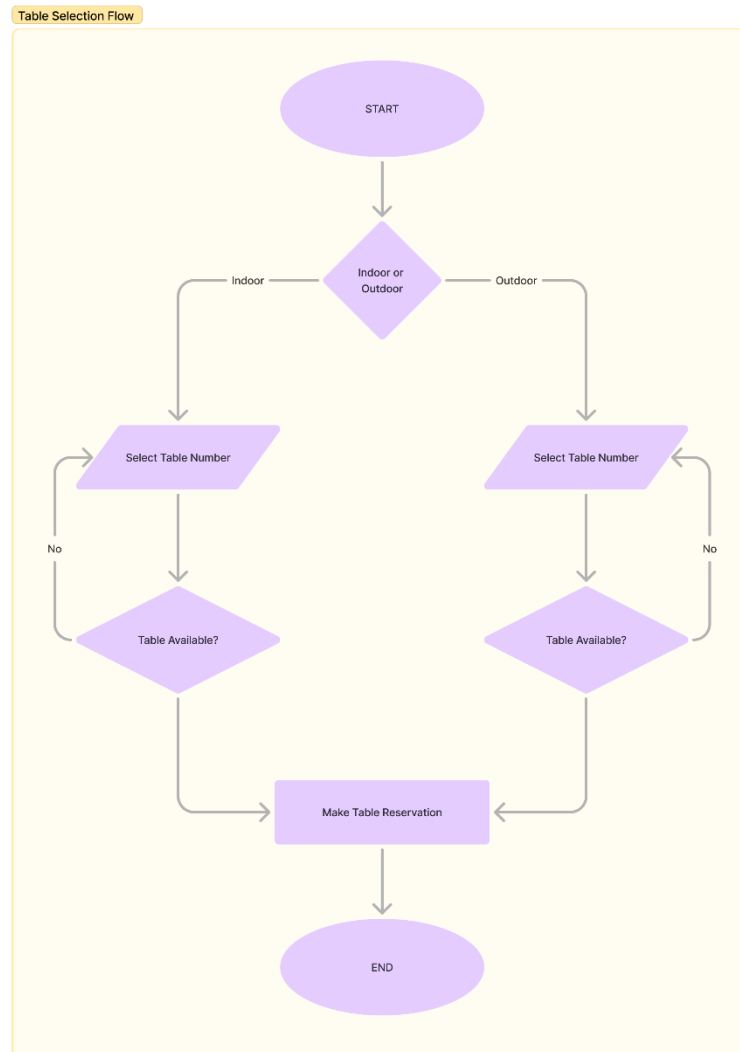 Table Selection Flow
START
Indoor or
Outdoor
Indoor
Outdoor
Select Table Number
Select Table Number
No
No
Table Available?
Table Available?
Make Table Reservation
END